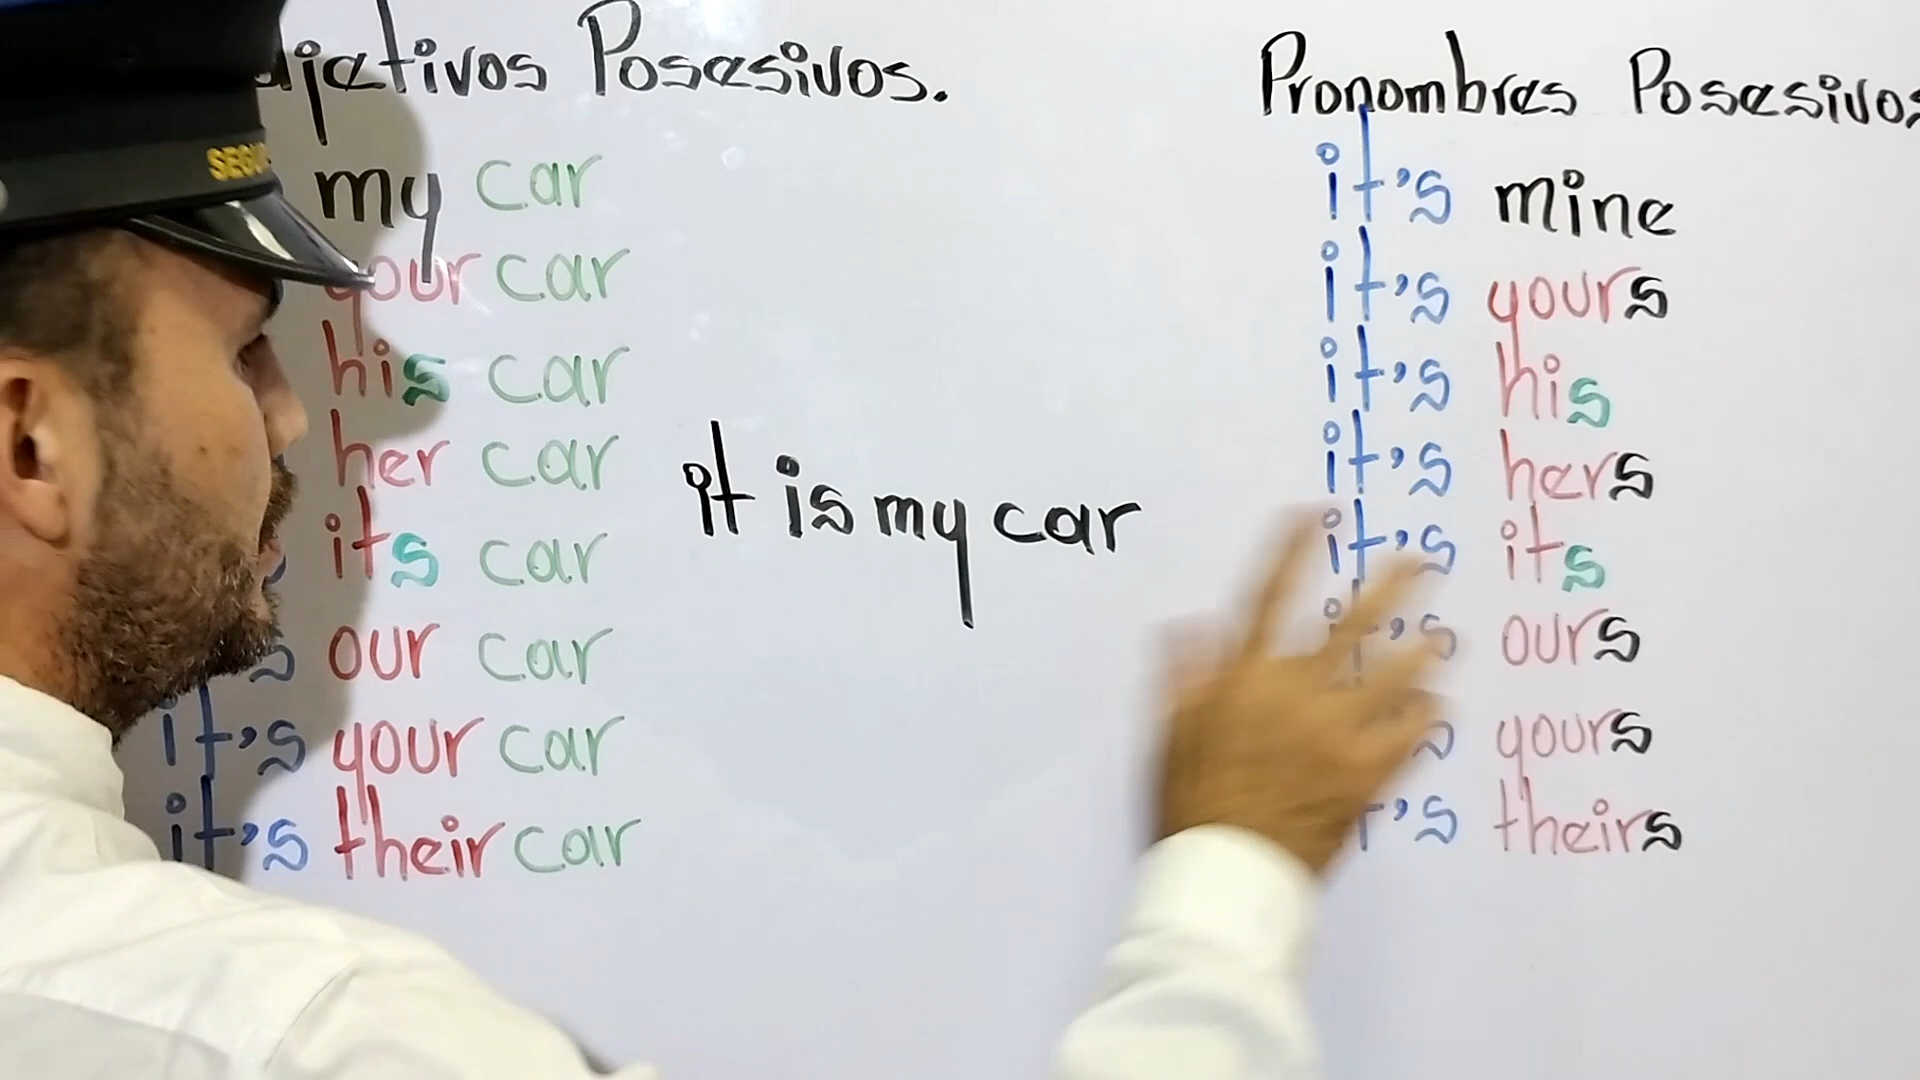 Posesivos.
my car
your car
his car
her car
its car
our car
it's your car
it's their car
it is my car
Pronombres Posesivos
it's mine
it's yours
it's his
it's hers
it's its
it's ours
yours
theirs